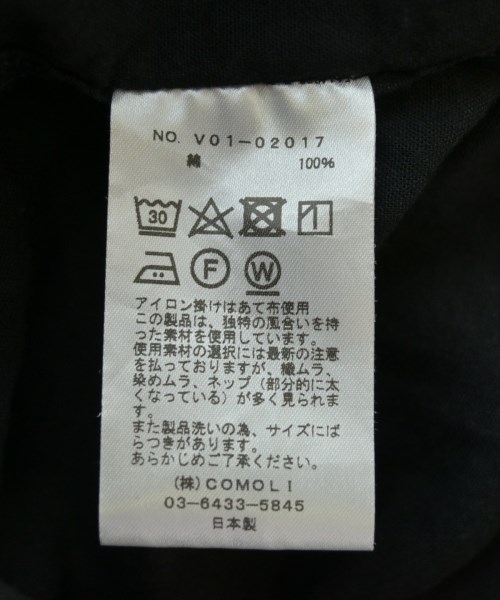 NO. V01-02017
綿 100%
30
F
W
アイロン掛けはあて布使用
この製品は、独特の風合いを持
った素材を使用しています。
使用素材の選択には最新の注意
を払っておりますが、織ムラ、
染めムラ、ネップ（部分的に太
くなっている）が多く見られま
す。
また製品洗いの為、サイズにば
らつきがあります。
あらかじめご了承ください。
(株)COMOLI
03-6433-5845
日本製